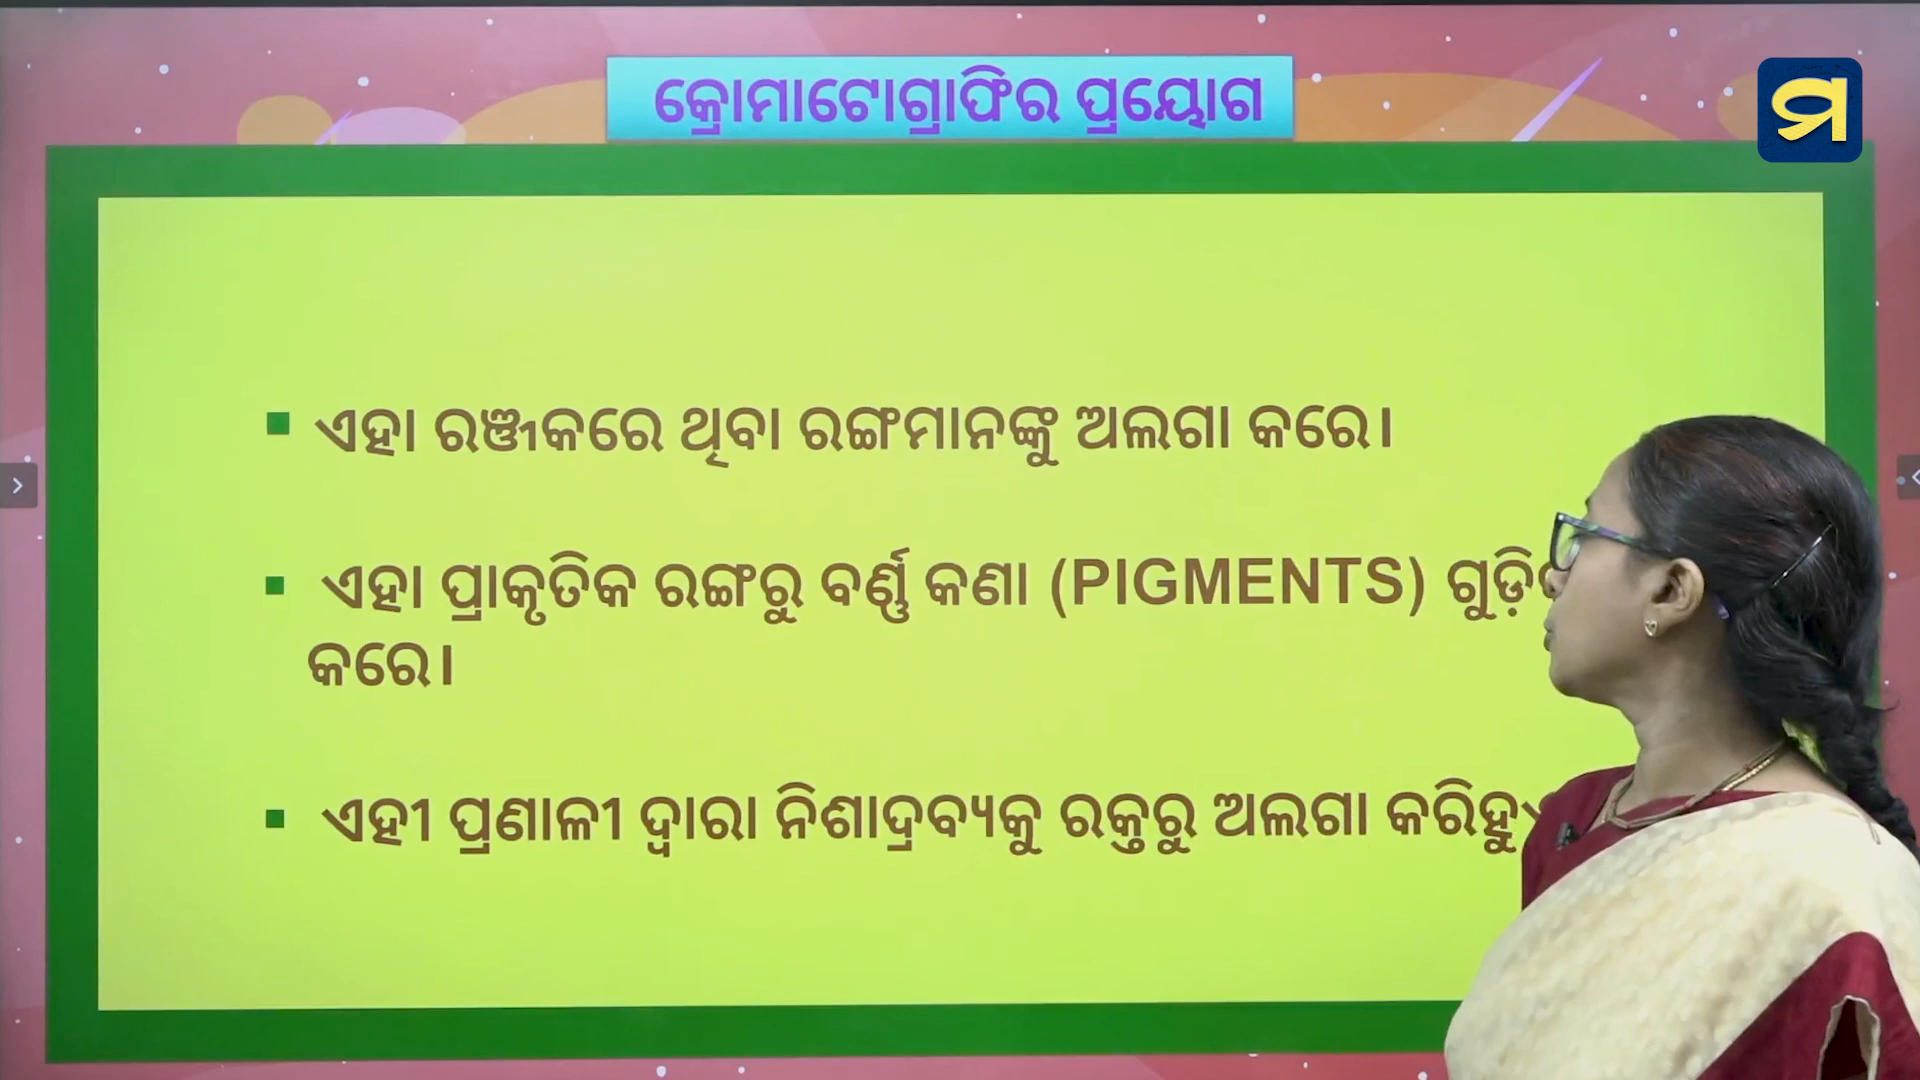 କ୍ରୋମାଟୋଗ୍ରାଫିର ପ୍ରୟୋଗ
ମ
ଏହା ରଞ୍ଜକରେ ଥିବା ରଙ୍ଗମାନଙ୍କୁ ଅଲଗା କରେ।
ଏହା ପ୍ରାକୃତିକ ରଙ୍ଗରୁ ବର୍ଣ୍ଣ କଣା (PIGMENTS)
କରେ।
ଏହୀ ପ୍ରଣାଳୀ ଦ୍ୱାରା ନିଶାଦ୍ରବ୍ୟକୁ ରକ୍ତରୁ ଅଲଗା